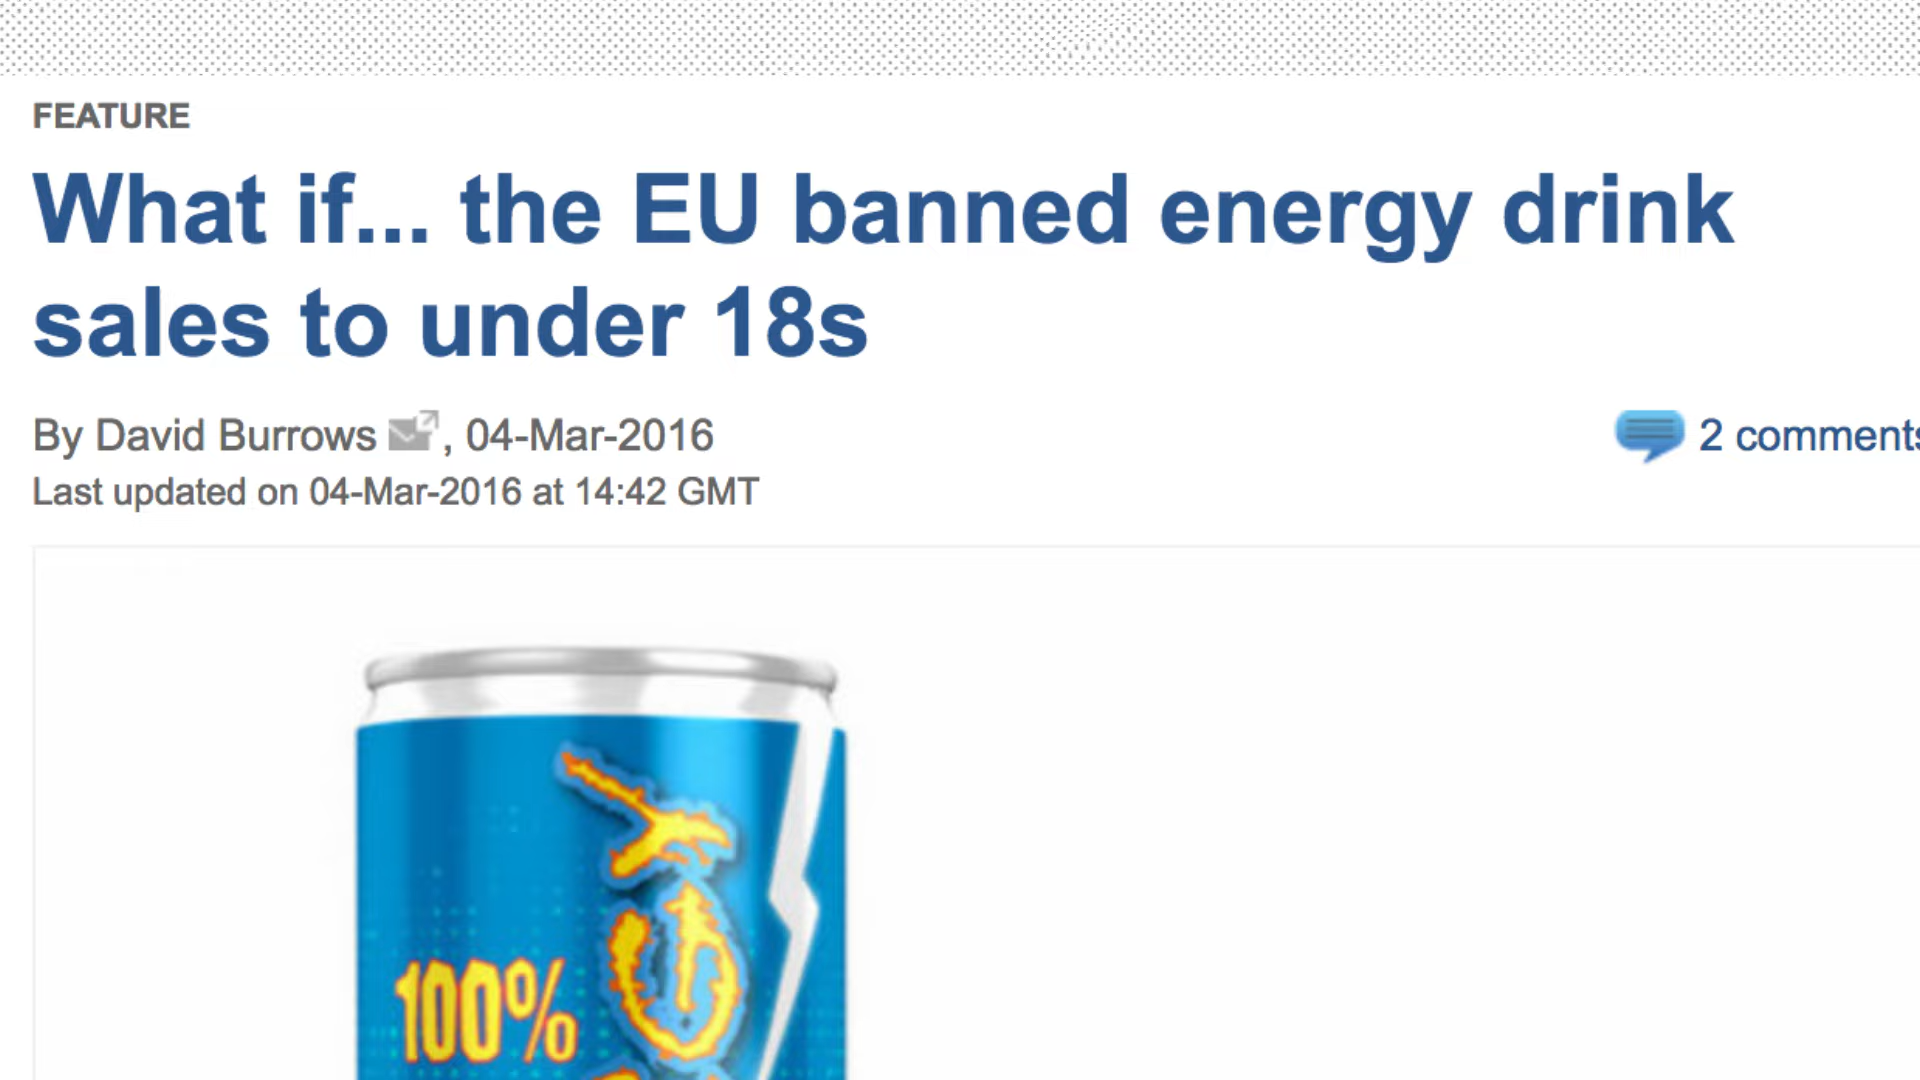 FEATURE
What if... the EU banned energy drink
sales to under 18s
By David Burrows , 04-Mar-2016
2 comments
Last updated on 04-Mar-2016 at 14:42 GMT
100%